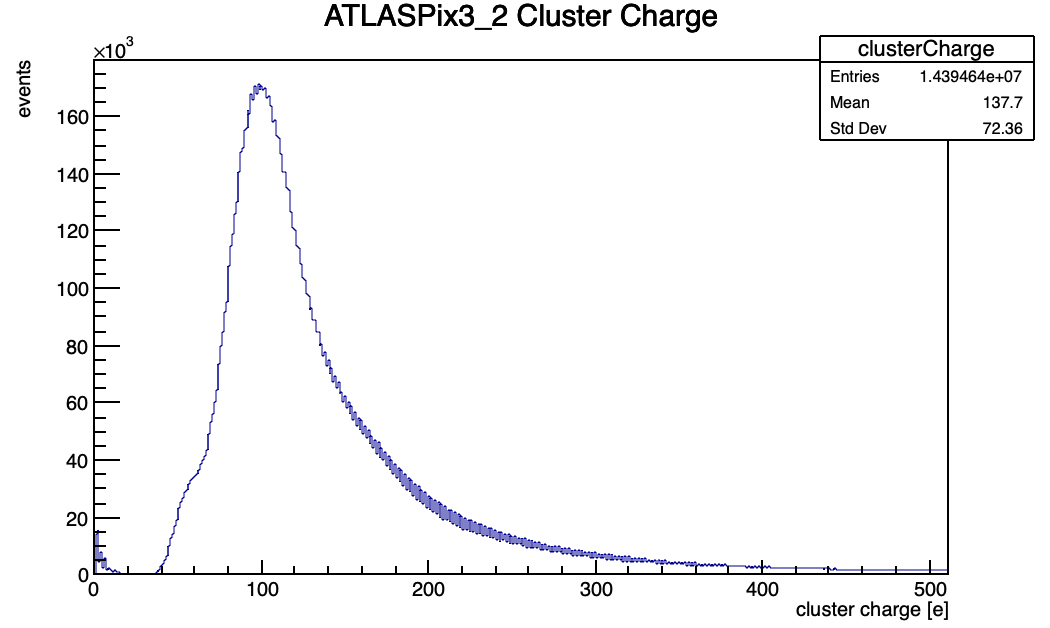 ATLASPix3_2 Cluster Charge
×10³
events
clusterCharge
Entries 1.439464e+07
Mean 137.7
Std Dev 72.36
160
140
120
100
80
60
40
20
0
0 100 200 300 400 500
cluster charge [e]